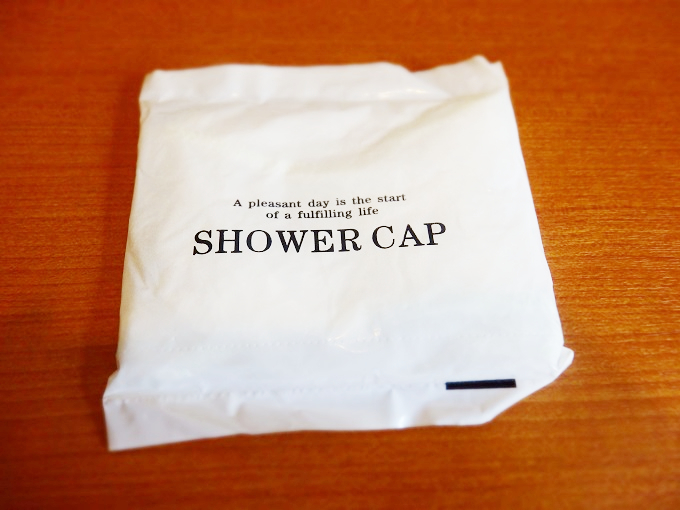 A pleasant day is the start
of a fulfilling life
SHOWER CAP